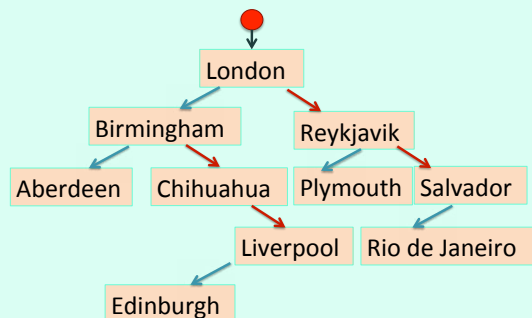 London
Birmingham
Reykjavik
Aberdeen
Chihuahua
Plymouth
Salvador
Liverpool
Rio de Janeiro
Edinburgh